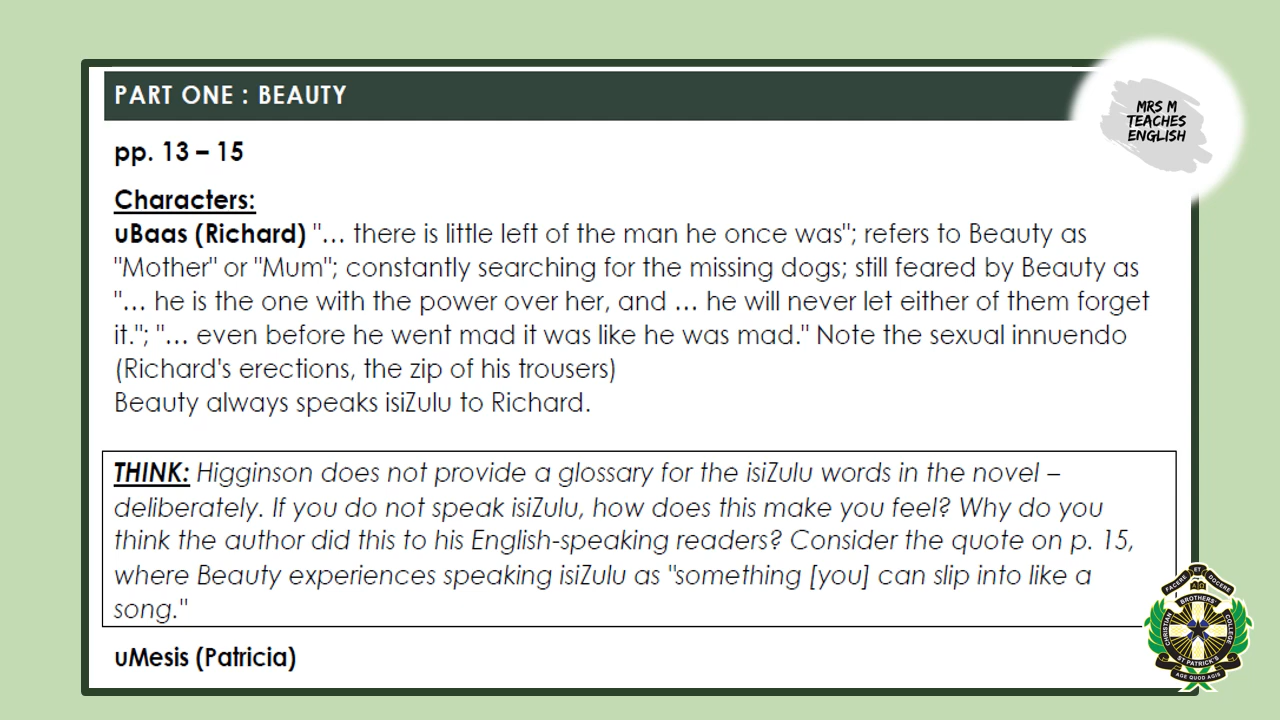 PART ONE : BEAUTY
MRS M
TEACHES
ENGLISH
pp. 13 – 15
Characters:
uBaas (Richard) "… there is little left of the man he once was"; refers to Beauty as
"Mother" or "Mum"; constantly searching for the missing dogs; still feared by Beauty as
"… he is the one with the power over her, and … he will never let either of them forget
it."; "… even before he went mad it was like he was mad." Note the sexual innuendo
(Richard's erections, the zip of his trousers)
Beauty always speaks isiZulu to Richard.
THINK: Higginson does not provide a glossary for the isiZulu words in the novel –
deliberately. If you do not speak isiZulu, how does this make you feel? Why do you
think the author did this to his English-speaking readers? Consider the quote on p. 15,
where Beauty experiences speaking isiZulu as "something [you] can slip into like a
song."
uMesis (Patricia)
FACERE ET DOCERE
CHRISTIAN BROTHERS' COLLEGE
ST PATRICK'S
AGE QUOD AGIS